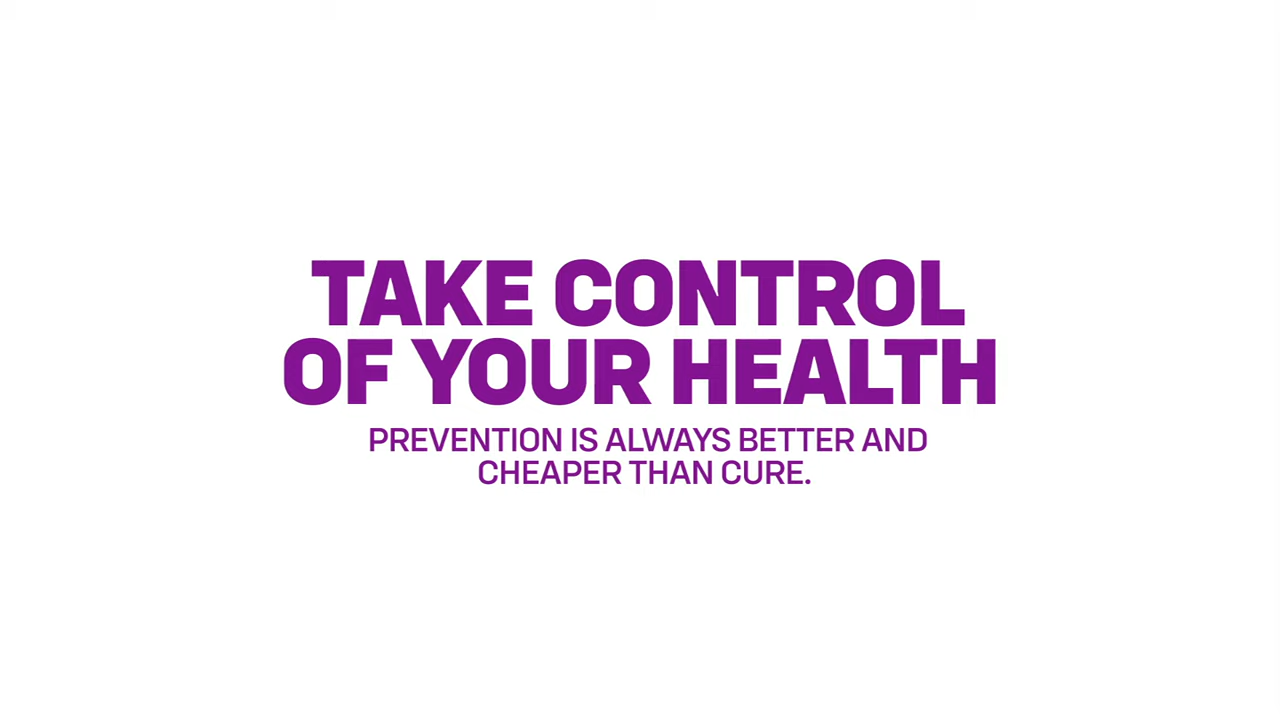 TAKE CONTROL
OF YOUR HEALTH
PREVENTION IS ALWAYS BETTER AND
CHEAPER THAN CURE.